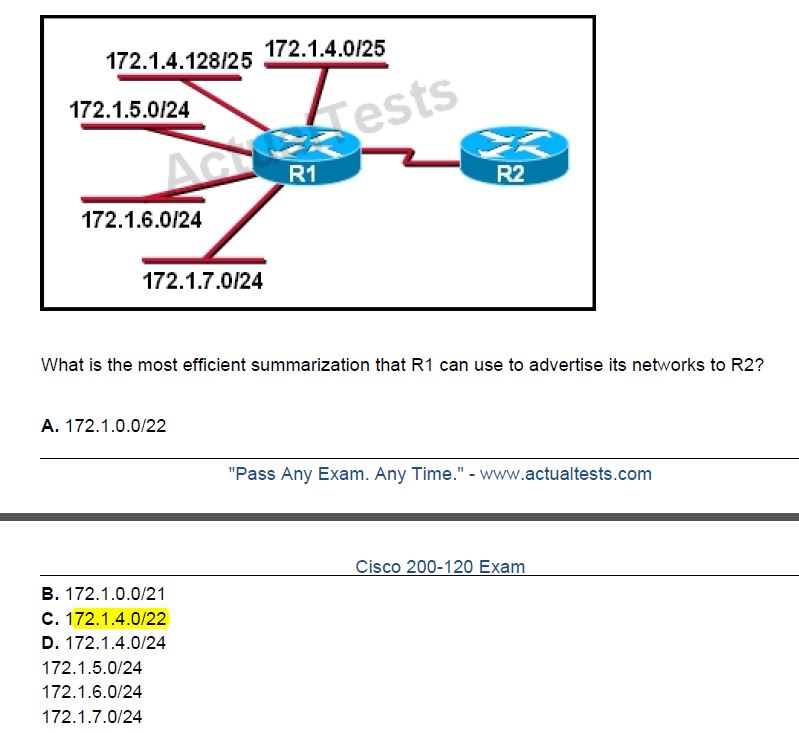 172.1.4.128/25
172.1.4.0/25
172.1.5.0/24
ActualTests
R1
R2
172.1.6.0/24
172.1.7.0/24
What is the most efficient summarization that R1 can use to advertise its networks to R2?
A. 172.1.0.0/22
"Pass Any Exam. Any Time." - www.actualtests.com
Cisco 200-120 Exam
B. 172.1.0.0/21
C. 172.1.4.0/22
D. 172.1.4.0/24
172.1.5.0/24
172.1.6.0/24
172.1.7.0/24